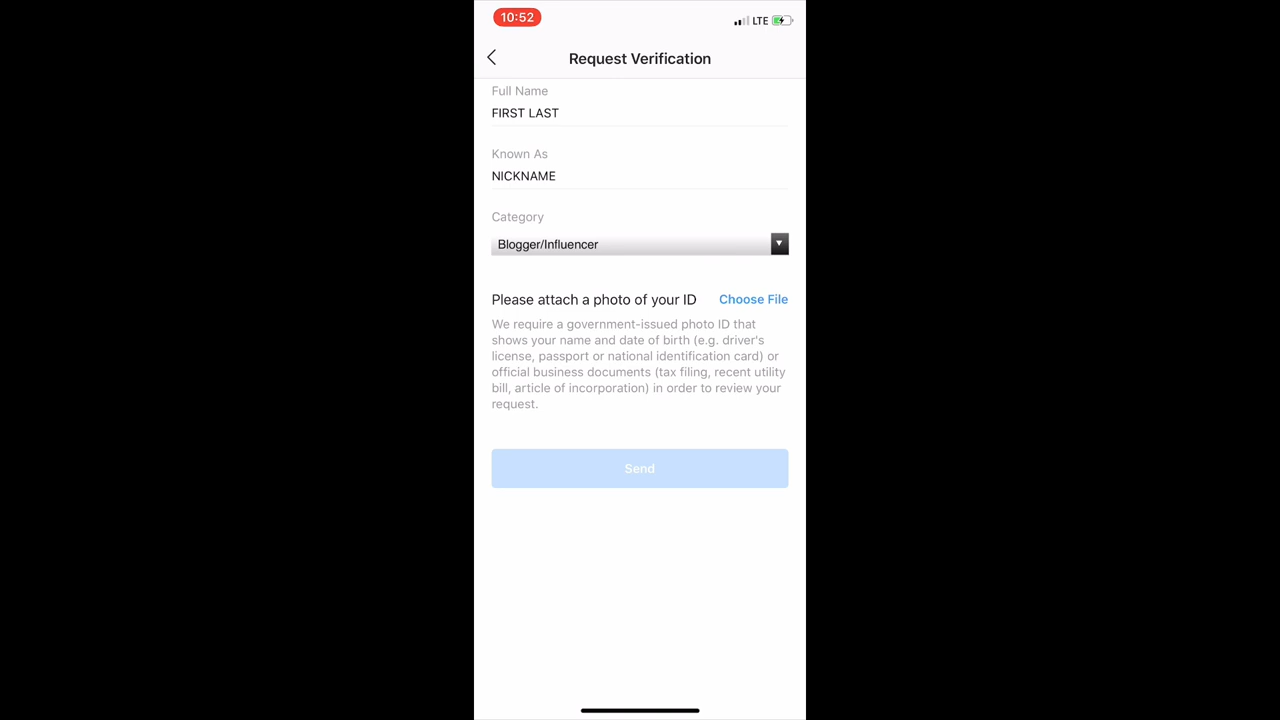 10:52
LTE
Request Verification
Full Name
FIRST LAST
Known As
NICKNAME
Category
Blogger/Influencer
Please attach a photo of your ID Choose File
We require a government-issued photo ID that
shows your name and date of birth (e.g. driver's
license, passport or national identification card) or
official business documents (tax filing, recent utility
bill, article of incorporation) in order to review your
request.
Send